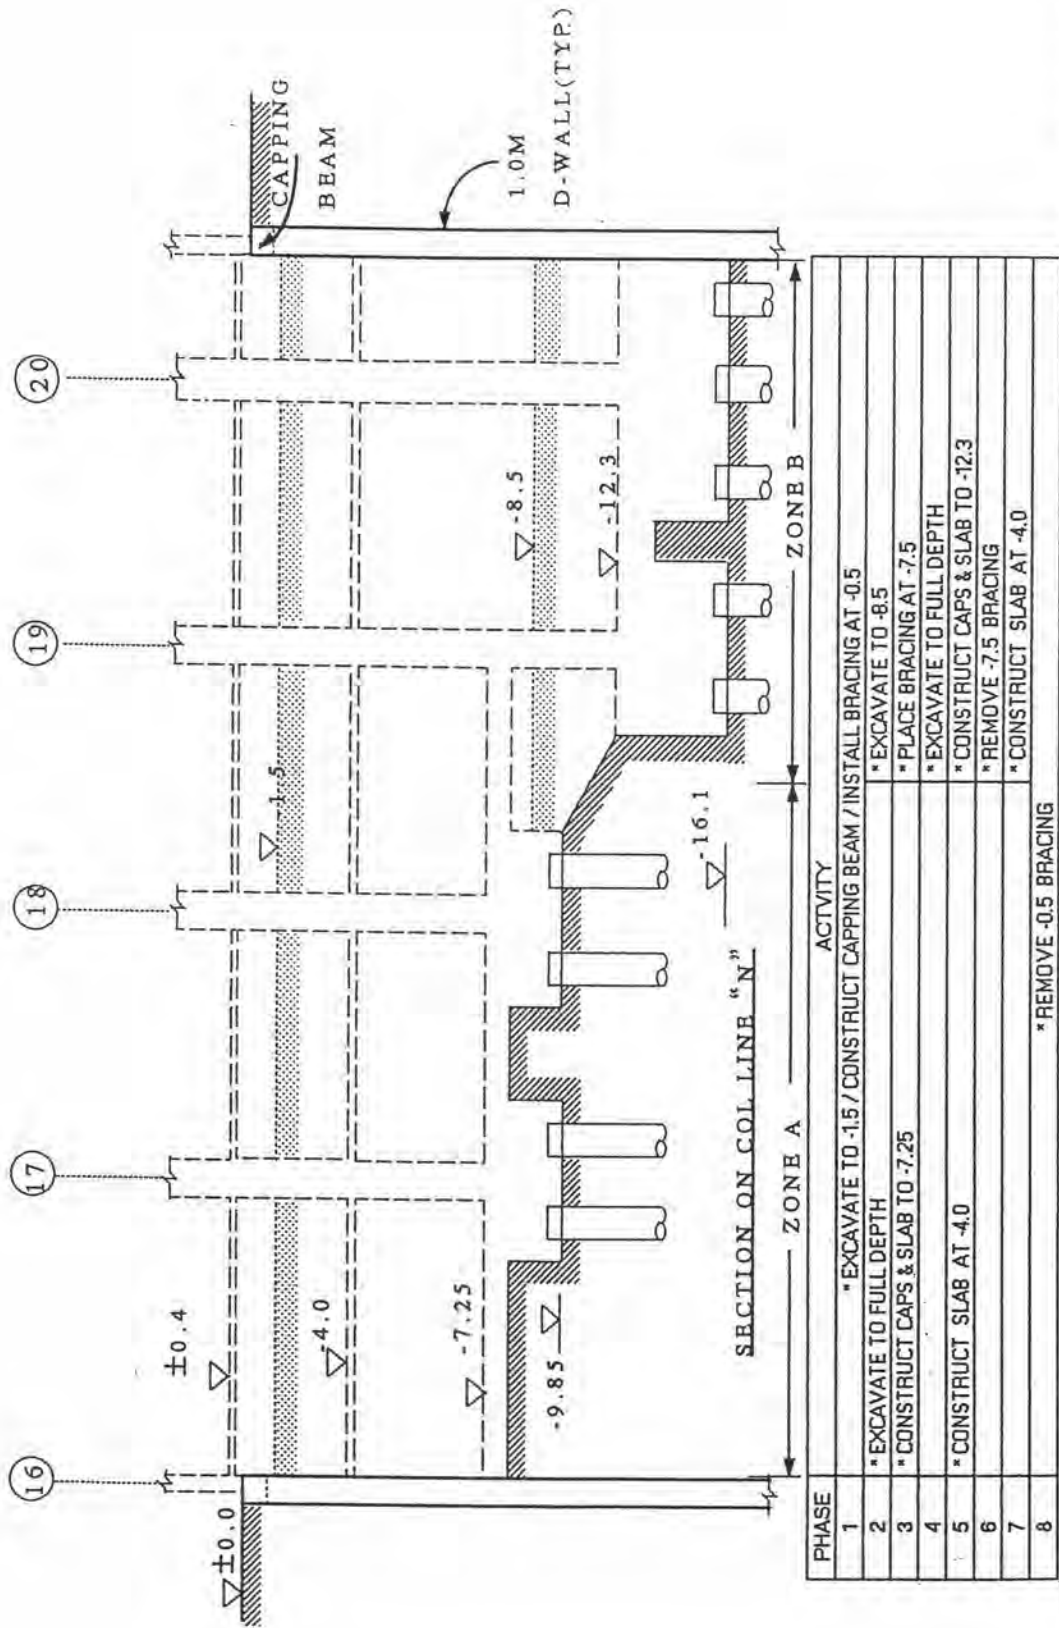 16
17
18
19
20
±0.0
±0.4
-1.5
CAPPING
BEAM
-4.0
1.0M
D-WALL(TYP.)
-7.25
-8.5
-9.85
-12.3
-16.1
SECTION ON COL LINE "N"
ZONE A
ZONE B
PHASE ACTVITY
1 *EXCAVATE TO -1.5 / CONSTRUCT CAPPING BEAM / INSTALL BRACING AT -0.5
2 *EXCAVATE TO FULL DEPTH *EXCAVATE TO -8.5
3 *CONSTRUCT CAPS & SLAB TO -7.25 *PLACE BRACING AT -7.5
4 *EXCAVATE TO FULL DEPTH
5 *CONSTRUCT SLAB AT -4.0 *CONSTRUCT CAPS & SLAB TO -12.3
6 *REMOVE -7.5 BRACING
7 *CONSTRUCT SLAB AT -4.0
8 *REMOVE -0.5 BRACING